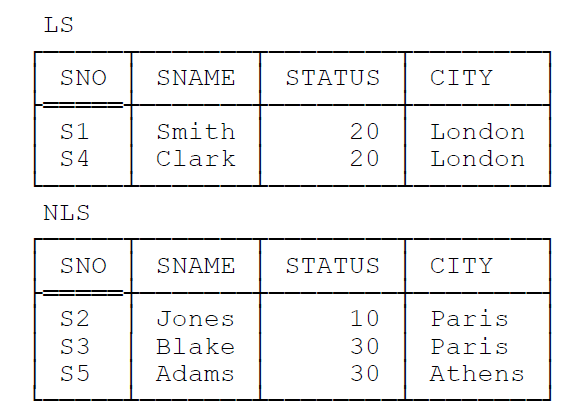 LS
SNO SNAME STATUS CITY
S1 Smith 20 London
S4 Clark 20 London
NLS
SNO SNAME STATUS CITY
S2 Jones 10 Paris
S3 Blake 30 Paris
S5 Adams 30 Athens